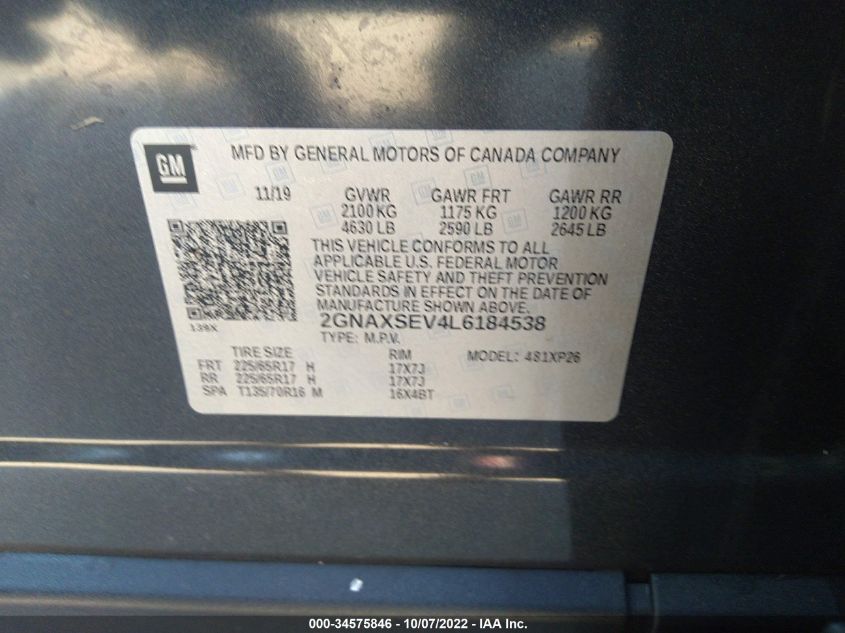 GM
MFD BY GENERAL MOTORS OF CANADA COMPANY
11/19 GVWR GAWR FRT GAWR RR
2100 KG 1175 KG 1200 KG
4630 LB 2590 LB 2645 LB
THIS VEHICLE CONFORMS TO ALL
APPLICABLE U.S. FEDERAL MOTOR
VEHICLE SAFETY AND THEFT PREVENTION
STANDARDS IN EFFECT ON THE DATE OF
MANUFACTURE SHOWN ABOVE.
139X
2GNAXSEV4L6184538
TYPE: M.P.V.
TIRE SIZE RIM MODEL: 481XP26
FRT 225/65R17 H 17X7J
RR 225/65R17 H 17X7J
SPA T135/70R16 M 16X4BT
000-34575846 - 10/07/2022 - IAA Inc.